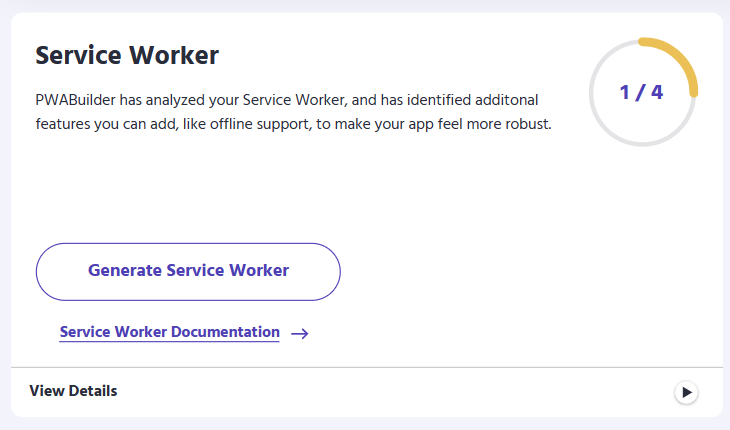 Service Worker
1 / 4
PWABuilder has analyzed your Service Worker, and has identified additonal
features you can add, like offline support, to make your app feel more robust.
Generate Service Worker
Service Worker Documentation
View Details